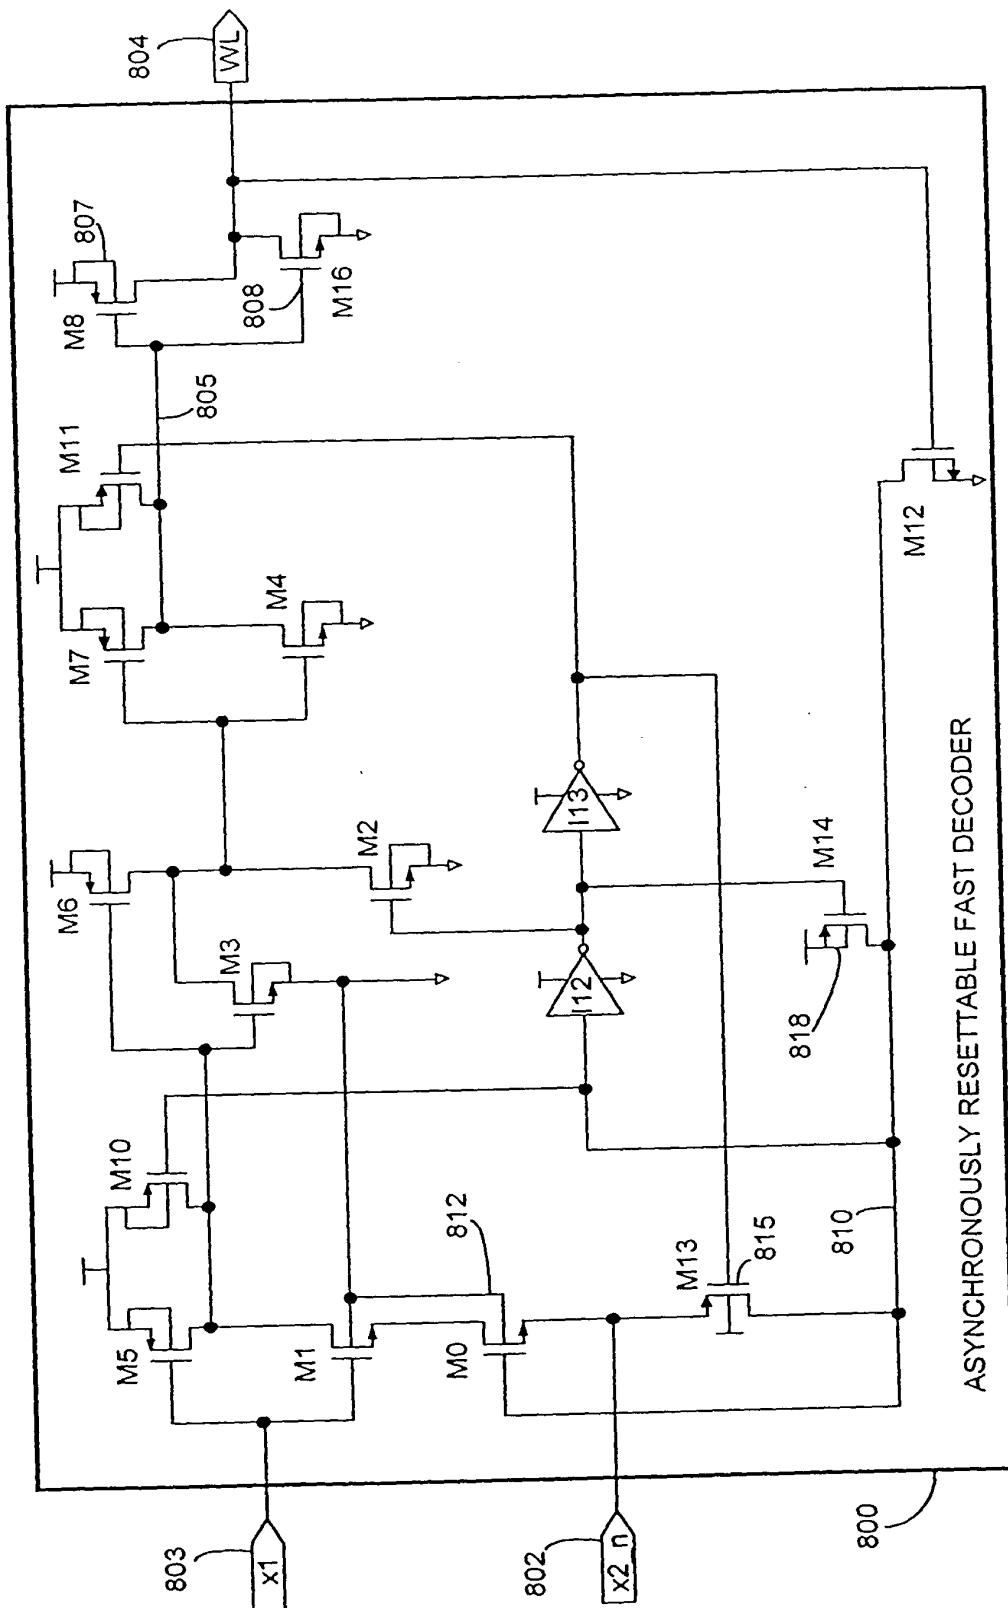 804
WL
807
M8
808
M16
805
M11
M7
M4
M12
M6
M2
M3
I13
I12
M14
818
M10
M5
M1
812
M0
M13
815
810
803
x1
802
x2_n
800
ASYNCHRONOUSLY RESETTABLE FAST DECODER